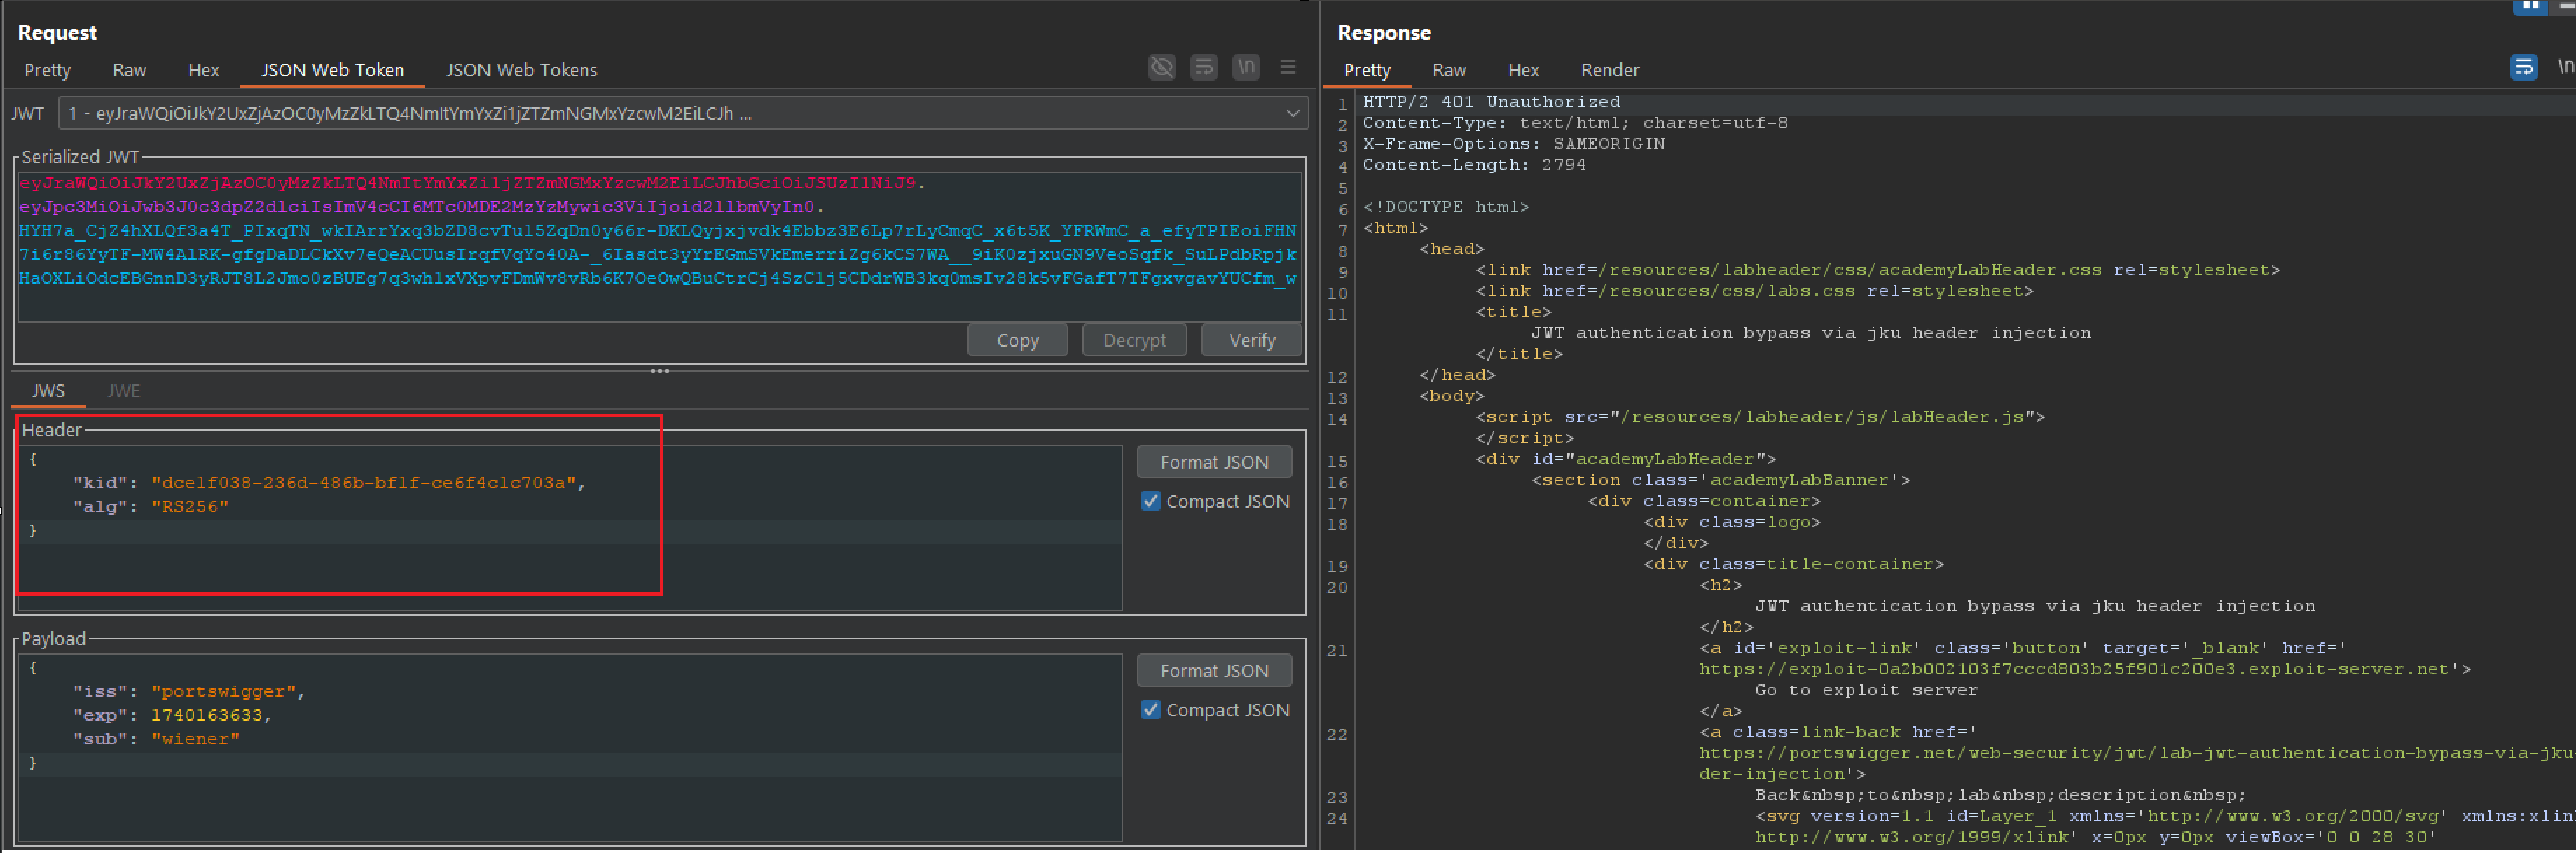 Request
Pretty
Raw
Hex
JSON Web Token
JSON Web Tokens
\n
JWT
1 - eyJraWQiOiJkY2UxZjAzOC0yMzZkLTQ4NmItYmYxZi1jZTZmNGMxYzcwM2EiLCJh ...
Serialized JWT
eyJraWQiOiJkY2UxZjAzOC0yMzZkLTQ4NmItYmYxZi1jZTZmNGMxYzcwM2EiLCJhbGciOiJSUzI1NiJ9.
eyJpc3MiOiJwb3J0c3dpZ2dlciIsImV4cCI6MTc0MDE2MzYzMywic3ViIjoid2llbmVyIn0.
HYH7a_CjZ4hXLQf3a4T_PIxqTN_wkIArrYxq3bZD8cvTul5ZqDn0y66r-DKLQyjxjvdk4Ebbz3E6Lp7rLyCmqC_x6t5K_YFRWmC_a_efyTPIEoiFHN
7i6r86YyTF-MW4AlRK-gfgDaDLCkXv7eQeACUusIrqfVqYo40A-_6Iasdt3yYrEGmSVkEmerriZg6kCS7WA__9iK0zjxuGN9VeoSqfk_SuLPdbRpjk
HaOXLiOdcEBGnnD3yRJT8L2Jmo0zBUEg7q3whlxVXpvFDmWv8vRb6K7OeOwQBuCtrCj4SzClj5CDdrWB3kq0msIv28k5vFGafT7TFgxvgavYUCfm_w
Copy
Decrypt
Verify
JWS
JWE
Header
{
"kid": "dce1f038-236d-486b-bf1f-ce6f4c1c703a",
"alg": "RS256"
}
Format JSON
Compact JSON
Payload
{
"iss": "portswigger",
"exp": 1740163633,
"sub": "wiener"
}
Format JSON
Compact JSON
Response
Pretty
Raw
Hex
Render
\n
1 HTTP/2 401 Unauthorized
2 Content-Type: text/html; charset=utf-8
3 X-Frame-Options: SAMEORIGIN
4 Content-Length: 2794
5
6 <!DOCTYPE html>
7 <html>
8 <head>
9 <link href=/resources/labheader/css/academyLabHeader.css rel=stylesheet>
10 <link href=/resources/css/labs.css rel=stylesheet>
11 <title>
JWT authentication bypass via jku header injection
</title>
12 </head>
13 <body>
14 <script src="/resources/labheader/js/labHeader.js">
</script>
15 <div id="academyLabHeader">
16 <section class='academyLabBanner'>
17 <div class=container>
18 <div class=logo>
</div>
19 <div class=title-container>
20 <h2>
JWT authentication bypass via jku header injection
</h2>
21 <a id='exploit-link' class='button' target='_blank' href='
https://exploit-0a2b002103f7cccd803b25f901c200e3.exploit-server.net'>
Go to exploit server
</a>
22 <a class=link-back href='
https://portswigger.net/web-security/jwt/lab-jwt-authentication-bypass-via-jku-
der-injection'>
23 Back&nbsp;to&nbsp;lab&nbsp;description&nbsp;
24 <svg version=1.1 id=Layer_1 xmlns='http://www.w3.org/2000/svg' xmlns:xlin
http://www.w3.org/1999/xlink' x=0px y=0px viewBox='0 0 28 30'